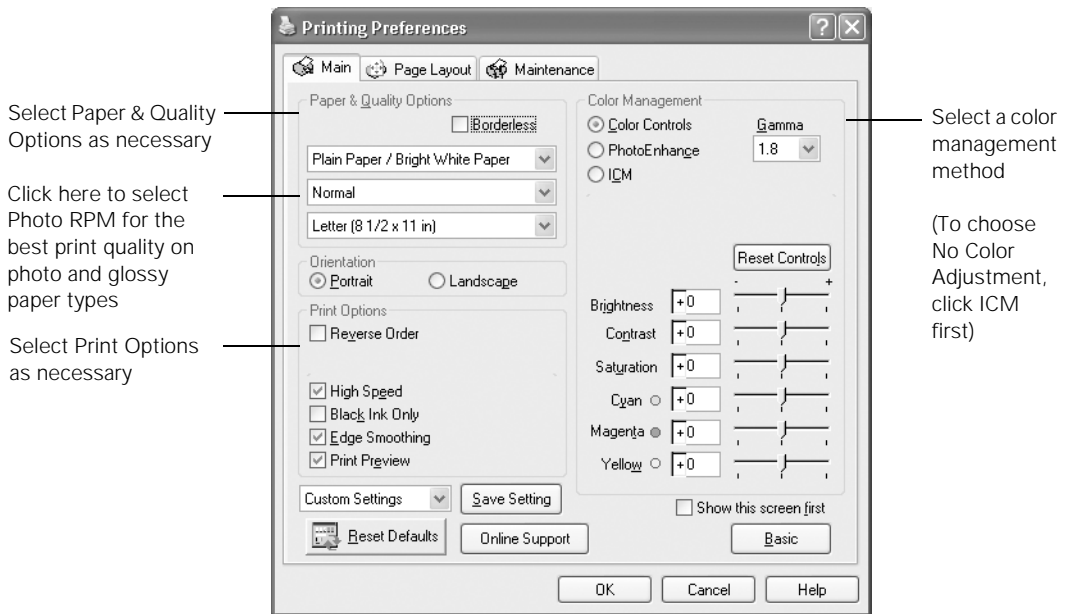 Printing Preferences
Main
Page Layout
Maintenance
Select Paper & Quality
Options as necessary
Click here to select
Photo RPM for the
best print quality on
photo and glossy
paper types
Select Print Options
as necessary
Paper & Quality Options
Borderless
Plain Paper / Bright White Paper
Normal
Letter (8 1/2 x 11 in)
Orientation
Portrait
Landscape
Print Options
Reverse Order
High Speed
Black Ink Only
Edge Smoothing
Print Preview
Custom Settings
Save Setting
Reset Defaults
Online Support
Color Management
Color Controls
PhotoEnhance
ICM
Gamma
1.8
Reset Controls
- +
Brightness +0
Contrast +0
Saturation +0
Cyan +0
Magenta +0
Yellow +0
Show this screen first
Basic
OK
Cancel
Help
Select a color
management
method
(To choose
No Color
Adjustment,
click ICM
first)